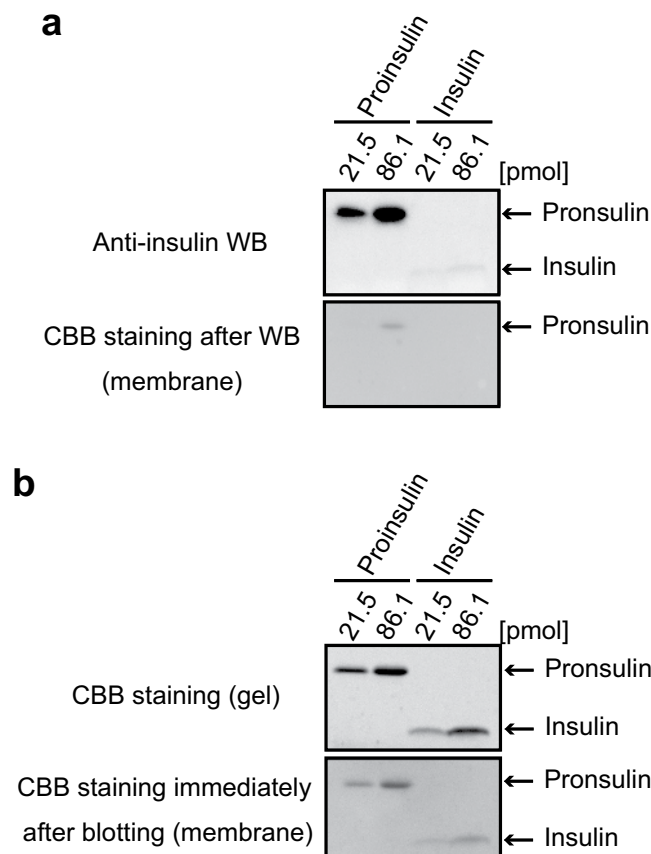 a
Proinsulin
Insulin
21.5
86.1
21.5
86.1
[pmol]
Anti-insulin WB
← Pronsulin
← Insulin
CBB staining after WB
(membrane)
← Pronsulin
b
Proinsulin
Insulin
21.5
86.1
21.5
86.1
[pmol]
CBB staining (gel)
← Pronsulin
← Insulin
CBB staining immediately
after blotting (membrane)
← Pronsulin
← Insulin